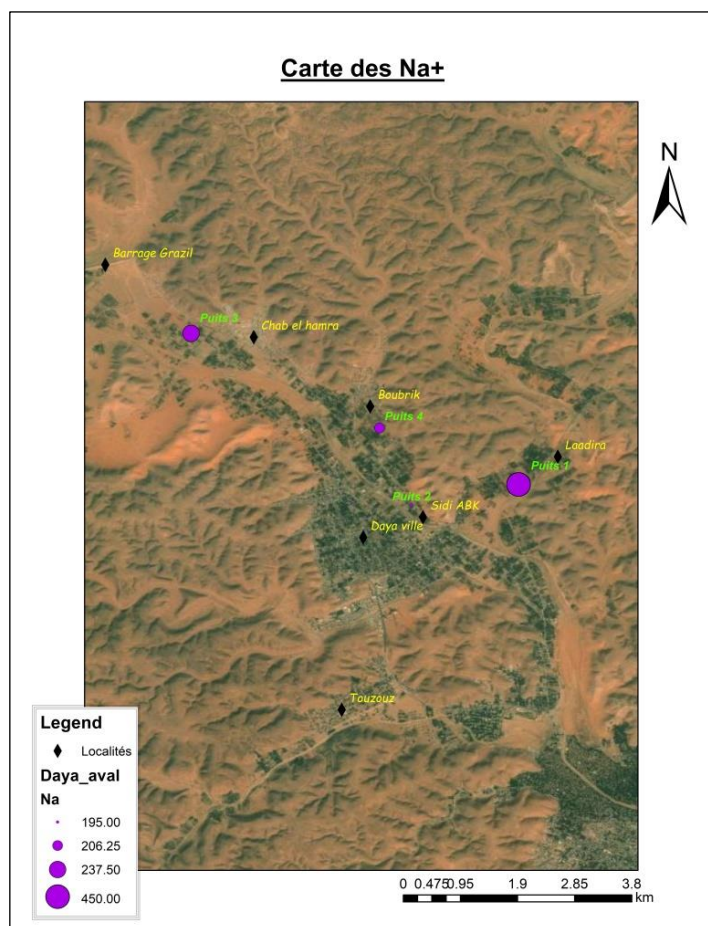 Carte des Na+
N
Barrage Grazil
Puits 3
Chab el hamra
Boubrik
Puits 4
Laadira
Puits 1
Puits 2
Sidi ABK
Daya ville
Touzouz
Legend
Localités
Daya_aval
Na
195.00
206.25
237.50
450.00
0 0.475 0.95 1.9 2.85 3.8
km